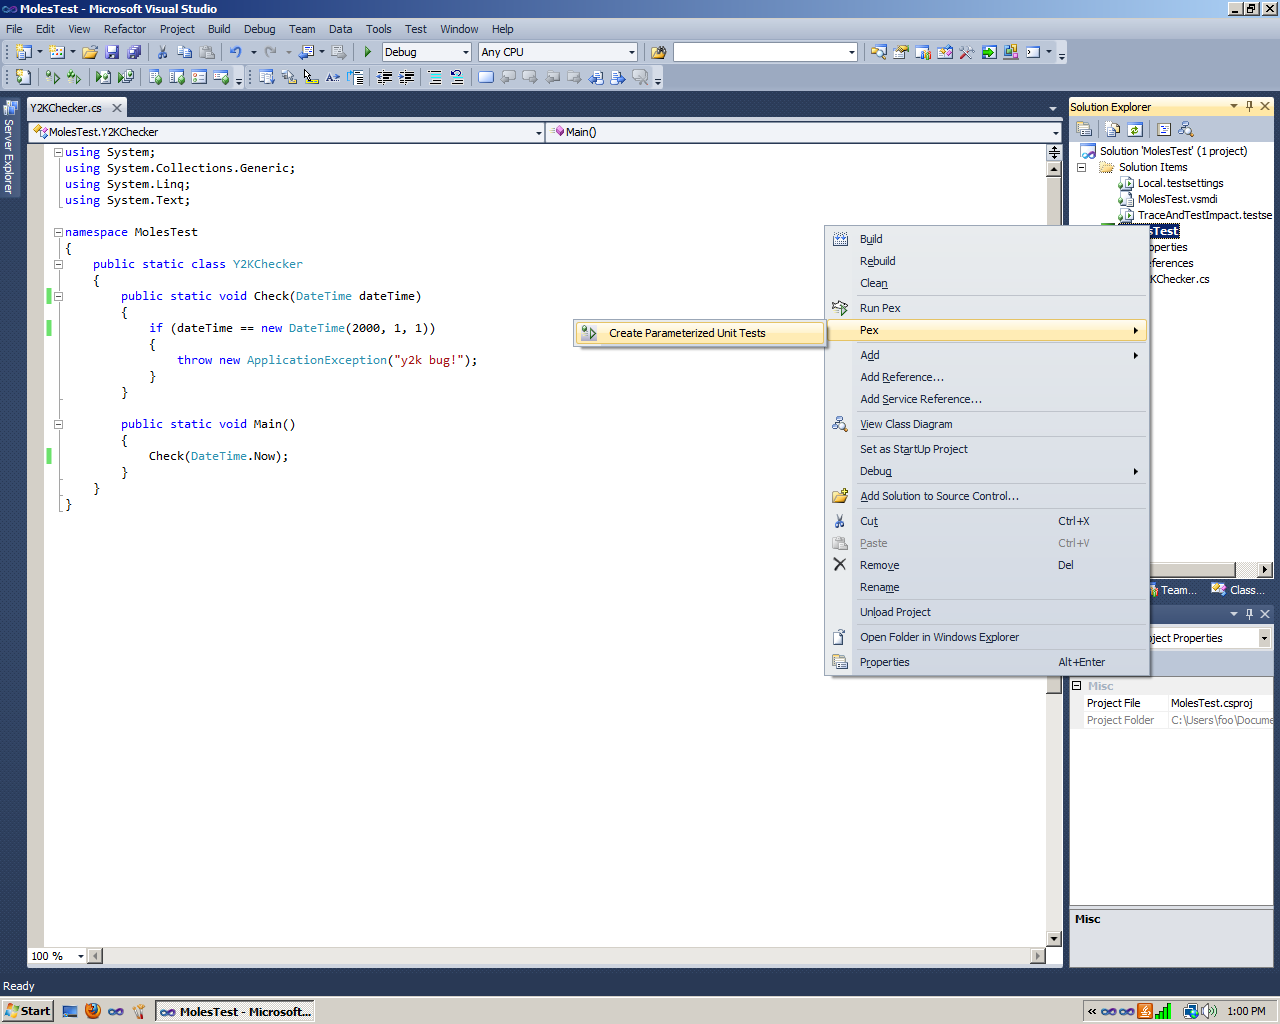 MolesTest - Microsoft Visual Studio
File Edit View Refactor Project Build Debug Team Data Tools Test Window Help
Debug Any CPU
Server Explorer
Y2KChecker.cs
MolesTest.Y2KChecker Main()
using System;
using System.Collections.Generic;
using System.Linq;
using System.Text;
namespace MolesTest
{
public static class Y2KChecker
{
public static void Check(DateTime dateTime)
{
if (dateTime == new DateTime(2000, 1, 1))
{
throw new ApplicationException("y2k bug!");
}
}
public static void Main()
{
Check(DateTime.Now);
}
}
}
100 %
Create Parameterized Unit Tests
Build
Rebuild
Clean
Run Pex
Pex
Add
Add Reference...
Add Service Reference...
View Class Diagram
Set as StartUp Project
Debug
Add Solution to Source Control...
Cut Ctrl+X
Paste Ctrl+V
Remove Del
Rename
Unload Project
Open Folder in Windows Explorer
Properties Alt+Enter
Solution Explorer
Solution 'MolesTest' (1 project)
Solution Items
Local.testsettings
MolesTest.vsmdi
TraceAndTestImpact.testse
sTest
operties
eferences
KChecker.cs
Team... Class...
ject Properties
Misc
Project File MolesTest.csproj
Project Folder C:\Users\foo\Docume
Misc
Ready
Start MolesTest - Microsoft... « 1:00 PM